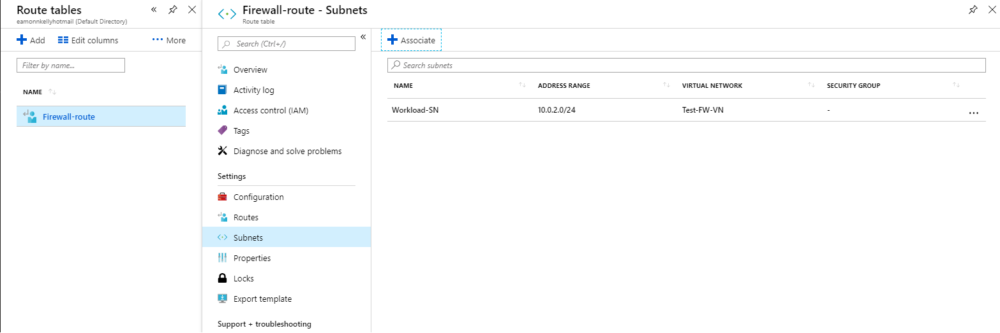 Route tables
eamonnkellyhotmail (Default Directory)
Add Edit columns More
Filter by name...
NAME
Firewall-route
Firewall-route - Subnets
Route table
Search (Ctrl+/)
Overview
Activity log
Access control (IAM)
Tags
Diagnose and solve problems
Settings
Configuration
Routes
Subnets
Properties
Locks
Export template
Support + troubleshooting
Associate
Search subnets
NAME ADDRESS RANGE VIRTUAL NETWORK SECURITY GROUP
Workload-SN 10.0.2.0/24 Test-FW-VN -